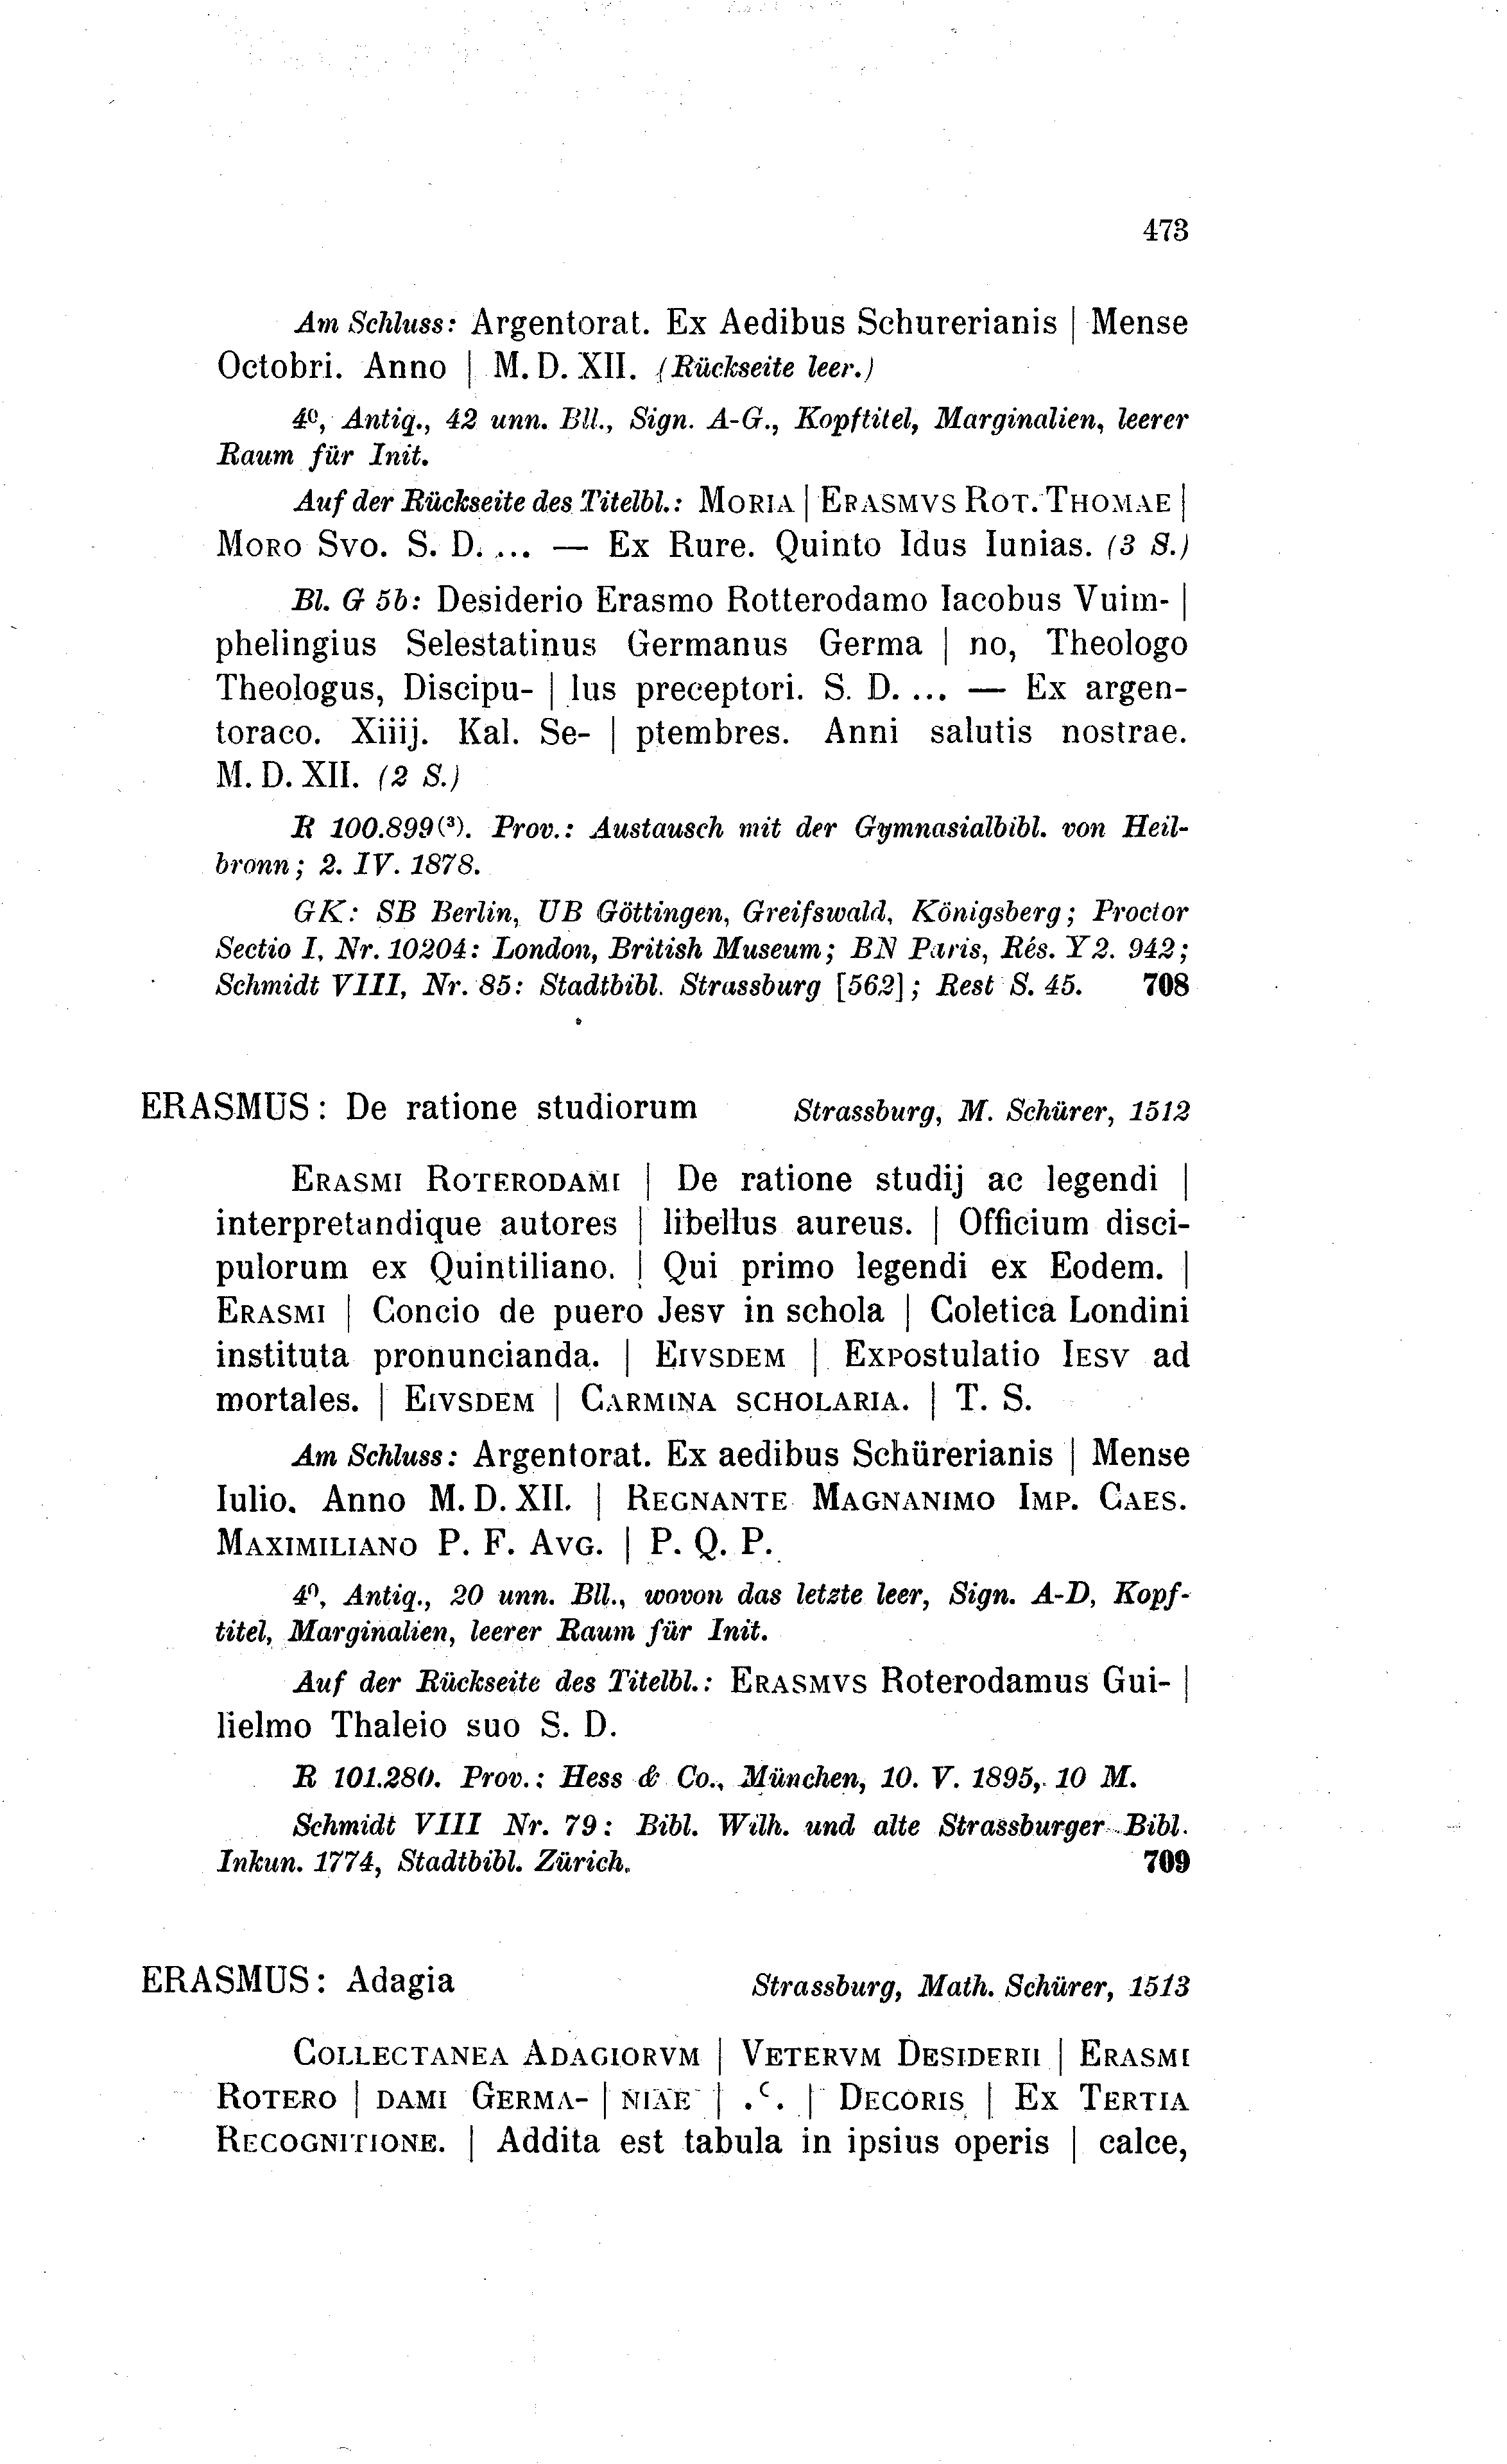 473
Am Schluss: Argentorat. Ex Aedibus Schurerianis | Mense
Octobri. Anno | M. D. XII. (Rückseite leer.)
4°, Antiq., 42 unn. Bll., Sign. A-G., Kopftitel, Marginalien, leerer
Raum für Init.
Auf der Rückseite des Titelbl.: MORIA | ERASMVS ROT. THOMAE |
MORO SVO. S. D. ... — Ex Rure. Quinto Idus Iunias. (3 S.)
Bl. G 5b: Desiderio Erasmo Rotterodamo Iacobus Vuim- |
phelingius Selestatinus Germanus Germa | no, Theologo
Theologus, Discipu- | lus preceptori. S. D. ... — Ex argen-
toraco. Xiiij. Kal. Se- | ptembres. Anni salutis nostrae.
M. D. XII. (2 S.)
R 100.899(³). Prov.: Austausch mit der Gymnasialbibl. von Heil-
bronn; 2. IV. 1878.
GK: SB Berlin, UB Göttingen, Greifswald, Königsberg; Proctor
Sectio I, Nr. 10204: London, British Museum; BN Paris, Rés. Y 2. 942;
Schmidt VIII, Nr. 85: Stadtbibl. Strassburg [562]; Rest S. 45. 708
ERASMUS: De ratione studiorum Strassburg, M. Schürer, 1512
ERASMI ROTERODAMI | De ratione studij ac legendi |
interpretandique autores | libellus aureus. | Officium disci-
pulorum ex Quintiliano. | Qui primo legendi ex Eodem. |
ERASMI | Concio de puero Jesv in schola | Coletica Londini
instituta pronuncianda. | EIVSDEM | Expostulatio IESV ad
mortales. | EIVSDEM | CARMINA SCHOLARIA. | T. S.
Am Schluss: Argentorat. Ex aedibus Schürerianis | Mense
Iulio. Anno M. D. XII. | REGNANTE MAGNANIMO IMP. CAES.
MAXIMILIANO P. F. AVG. | P. Q. P.
4°, Antiq., 20 unn. Bll., wovon das letzte leer, Sign. A-D, Kopf-
titel, Marginalien, leerer Raum für Init.
Auf der Rückseite des Titelbl.: ERASMVS Roterodamus Gui- |
lielmo Thaleio suo S. D.
R 101.280. Prov.: Hess & Co., München, 10. V. 1895, 10 M.
Schmidt VIII Nr. 79: Bibl. Wilh. und alte Strassburger Bibl.
Inkun. 1774, Stadtbibl. Zürich. 709
ERASMUS: Adagia Strassburg, Math. Schürer, 1513
COLLECTANEA ADAGIORVM | VETERVM DESIDERII | ERASMI
ROTERO | DAMI GERMA- | NIAE | .ͨ. | DECORIS | EX TERTIA
RECOGNITIONE. | Addita est tabula in ipsius operis | calce,